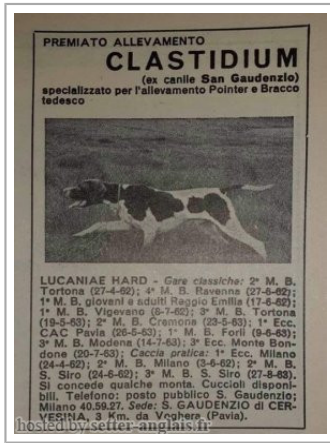 PREMIATO ALLEVAMENTO
CLASTIDIUM
(ex canile San Gaudenzio)
specializzato per l'allevamento Pointer e Bracco
tedesco
LUCANIAE HARD - Gare classiche: 2° M. B.
Tortona (27-4-62); 4° M. B. Ravenna (27-5-62);
1° M. B. giovani e adulti Reggio Emilia (17-6-62);
1° M. B. Vigevano (8-7-62); 3° M. B. Tortona
(19-5-63); 2° M. B. Cremona (23-5-63); 1° Ecc.
CAC Pavia (26-5-63); 1° M. B. Forlì (9-6-63);
3° M. B. Modena (14-7-63); 3° Ecc. Monte Bon-
done (20-7-63); Caccia pratica: 1° Ecc. Milano
(24-4-62); 2° M. B. Milano (3-6-62); 2° M. B.
S. Siro (24-6-62); 3° M. B. S. Siro (27-8-63).
Si concede qualche monta. Cuccioli disponi-
bili. Telefono: posto pubblico S. Gaudenzio;
Milano 40.59.27. Sede: S. GAUDENZIO di CER-
VESINA, 3 Km. da Voghera (Pavia).
hosted by setter-anglais.fr